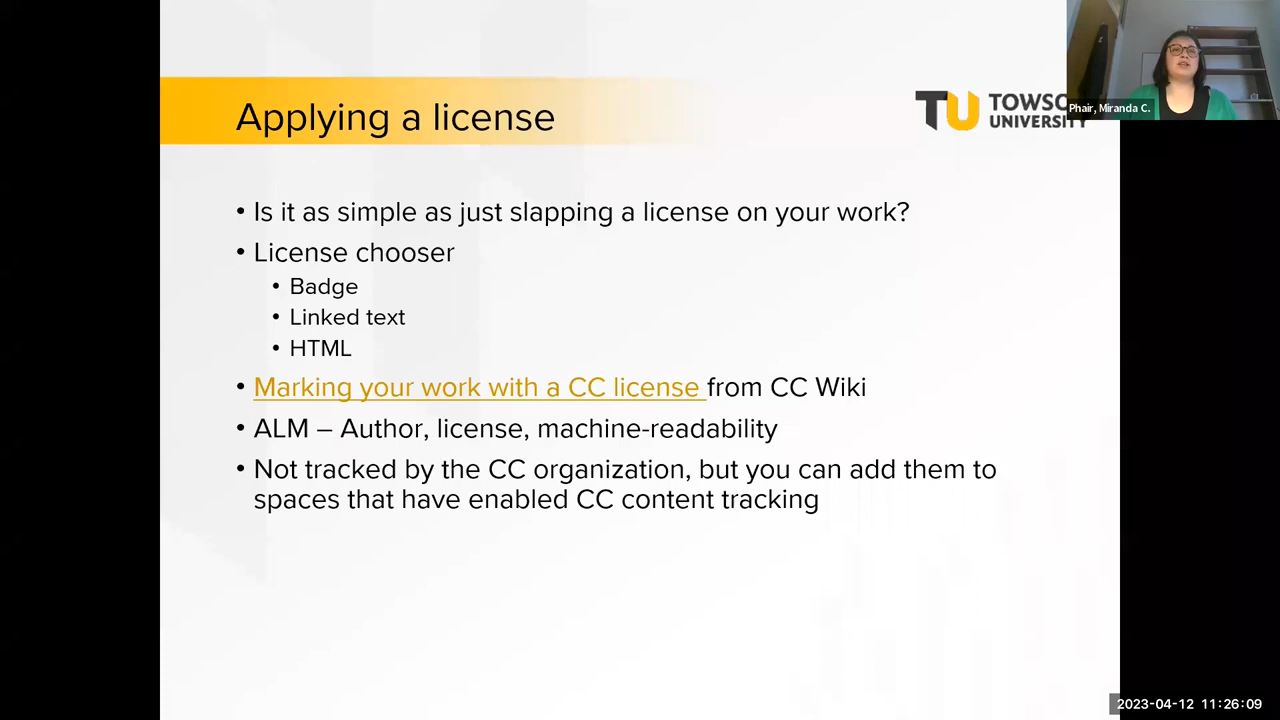 Applying a license
TU TOWSO
UNIVERSITY
Phair, Miranda C.
• Is it as simple as just slapping a license on your work?
• License chooser
• Badge
• Linked text
• HTML
• Marking your work with a CC license from CC Wiki
• ALM – Author, license, machine-readability
• Not tracked by the CC organization, but you can add them to
spaces that have enabled CC content tracking
2023-04-12 11:26:09